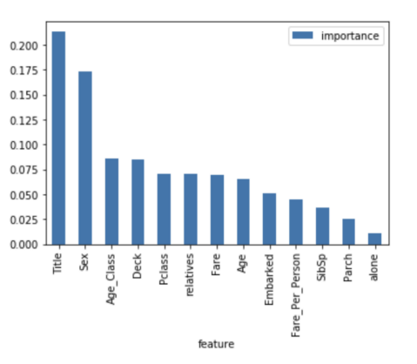 importance
0.200
0.175
0.150
0.125
0.100
0.075
0.050
0.025
0.000
Title
Sex
Age_Class
Deck
Pclass
relatives
Fare
Age
Embarked
Fare_Per_Person
SibSp
Parch
alone
feature